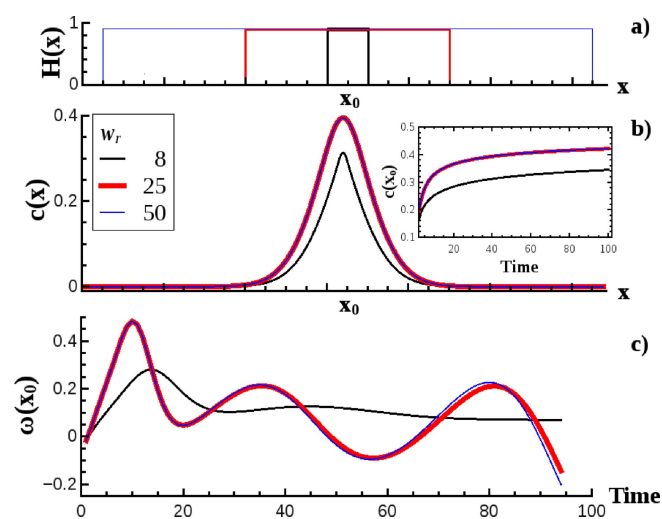 1
H(x)
0
a)
x₀
x
0.4
c(x)
0.2
0
wᵣ
8
25
50
b)
0.5
0.4
c(x₀)
0.3
0.2
0.1
20 40 60 80 100
Time
x₀
x
0.4
ω(x₀)
0.2
0
−0.2
c)
0 20 40 60 80 100
Time